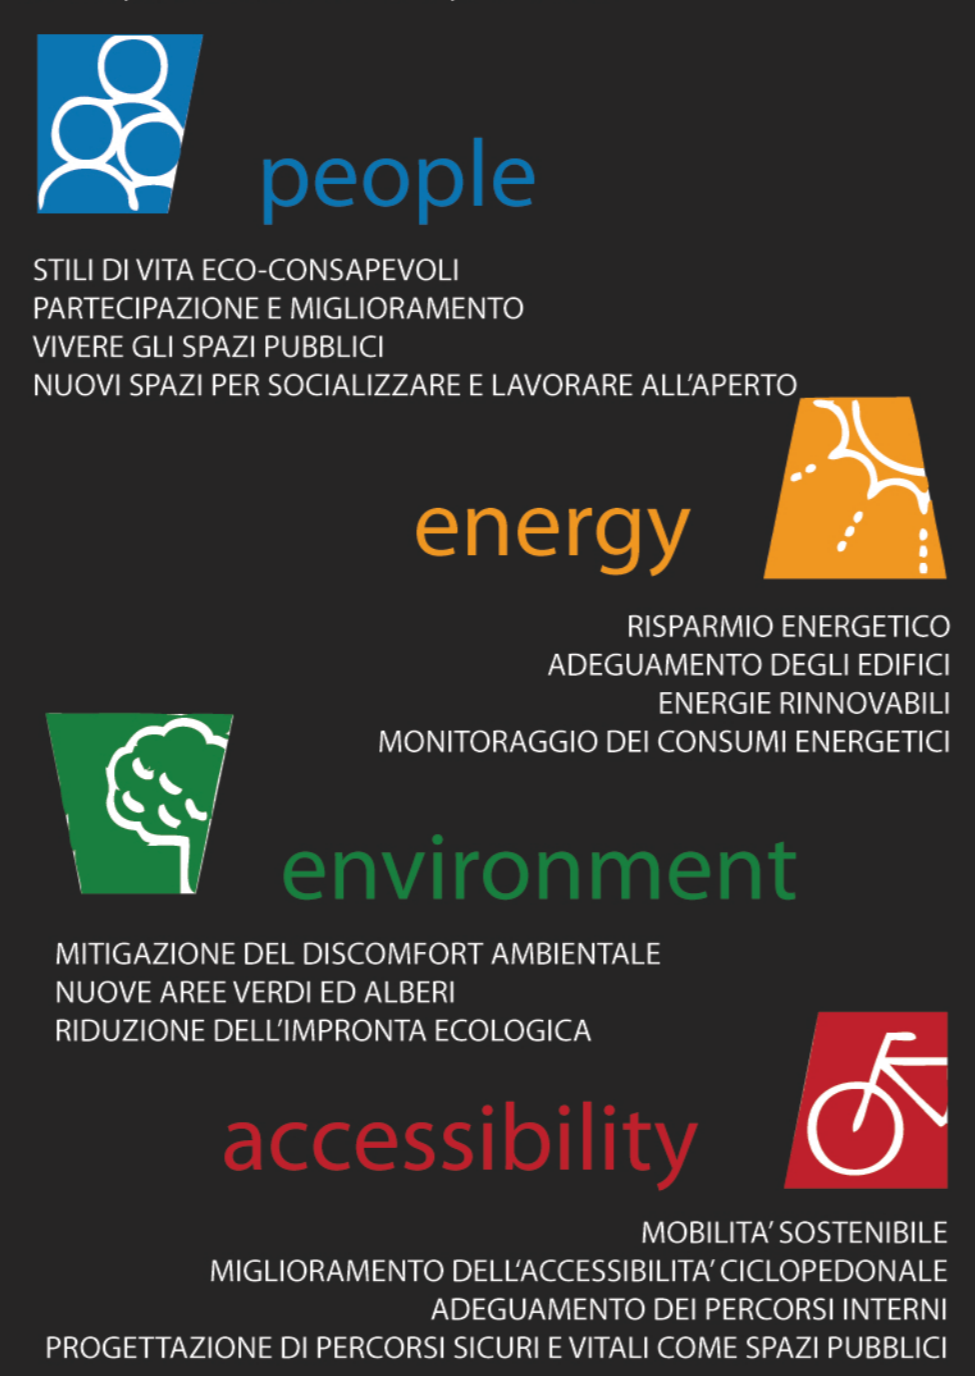 people
STILI DI VITA ECO-CONSAPEVOLI
PARTECIPAZIONE E MIGLIORAMENTO
VIVERE GLI SPAZI PUBBLICI
NUOVI SPAZI PER SOCIALIZZARE E LAVORARE ALL'APERTO
energy
RISPARMIO ENERGETICO
ADEGUAMENTO DEGLI EDIFICI
ENERGIE RINNOVABILI
MONITORAGGIO DEI CONSUMI ENERGETICI
environment
MITIGAZIONE DEL DISCOMFORT AMBIENTALE
NUOVE AREE VERDI ED ALBERI
RIDUZIONE DELL'IMPRONTA ECOLOGICA
accessibility
MOBILITA' SOSTENIBILE
MIGLIORAMENTO DELL'ACCESSIBILITA' CICLOPEDONALE
ADEGUAMENTO DEI PERCORSI INTERNI
PROGETTAZIONE DI PERCORSI SICURI E VITALI COME SPAZI PUBBLICI